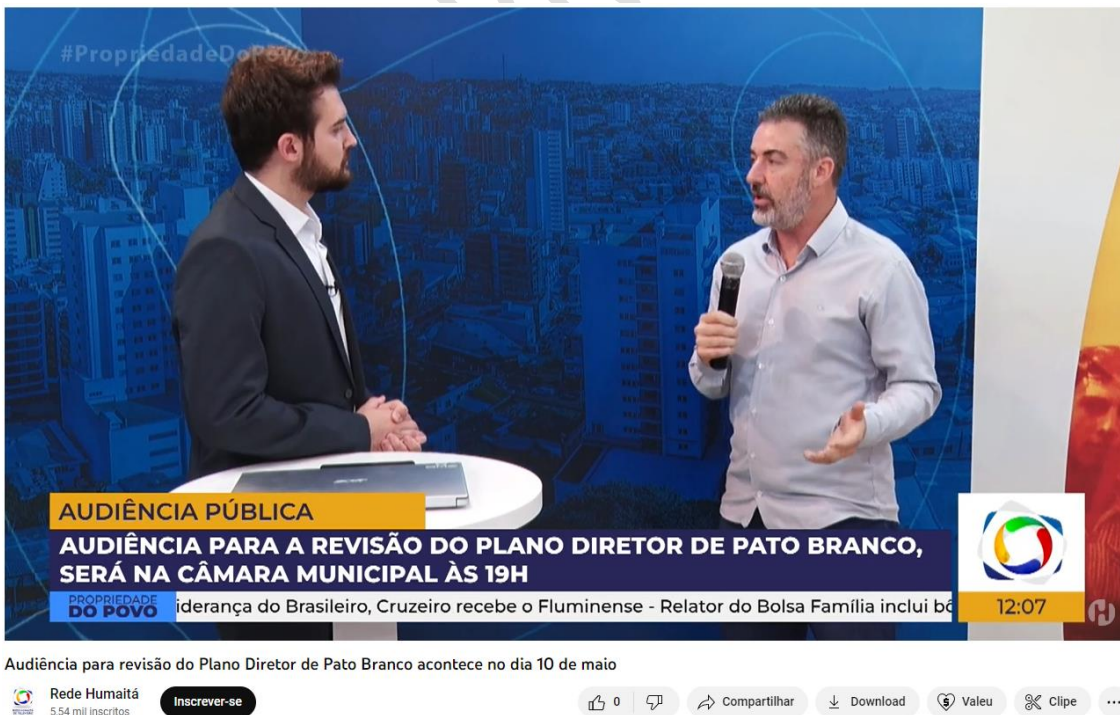 #PropriedadeDoPovo
AUDIÊNCIA PÚBLICA
AUDIÊNCIA PARA A REVISÃO DO PLANO DIRETOR DE PATO BRANCO,
SERÁ NA CÂMARA MUNICIPAL ÀS 19H
PROPRIEDADE
DO POVO
iderança do Brasileiro, Cruzeiro recebe o Fluminense - Relator do Bolsa Família inclui bô
12:07
Audiência para revisão do Plano Diretor de Pato Branco acontece no dia 10 de maio
Rede Humaitá
5,54 mil inscritos
Inscrever-se
0
Compartilhar
Download
Valeu
Clipe
...